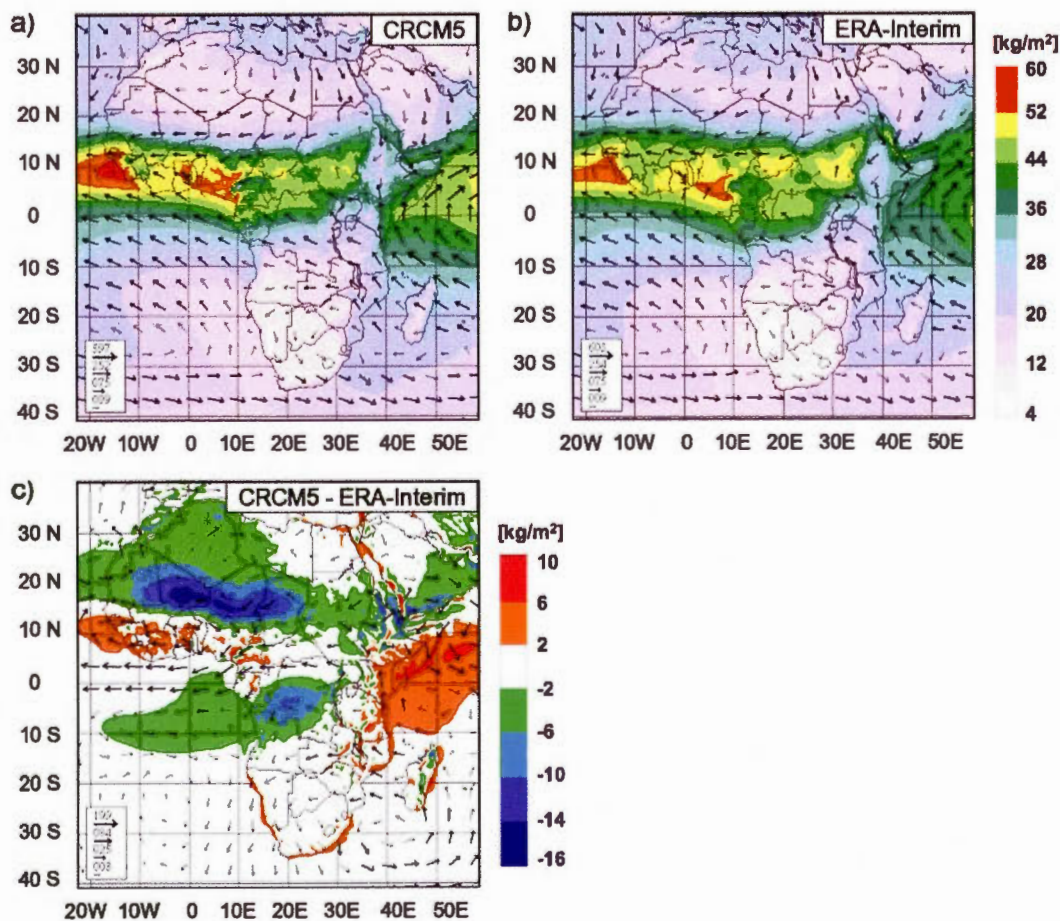 a)
CRCM5
b)
ERA-Interim
[kg/m²]
30 N
20 N
10 N
0
10 S
20 S
30 S
40 S
20W 10W 0 10E 20E 30E 40E 50E
30 N
20 N
10 N
0
10 S
20 S
30 S
40 S
20W 10W 0 10E 20E 30E 40E 50E
60
52
44
36
28
20
12
4
c)
CRCM5 - ERA-Interim
[kg/m²]
30 N
20 N
10 N
0
10 S
20 S
30 S
40 S
20W 10W 0 10E 20E 30E 40E 50E
10
6
2
-2
-6
-10
-14
-16